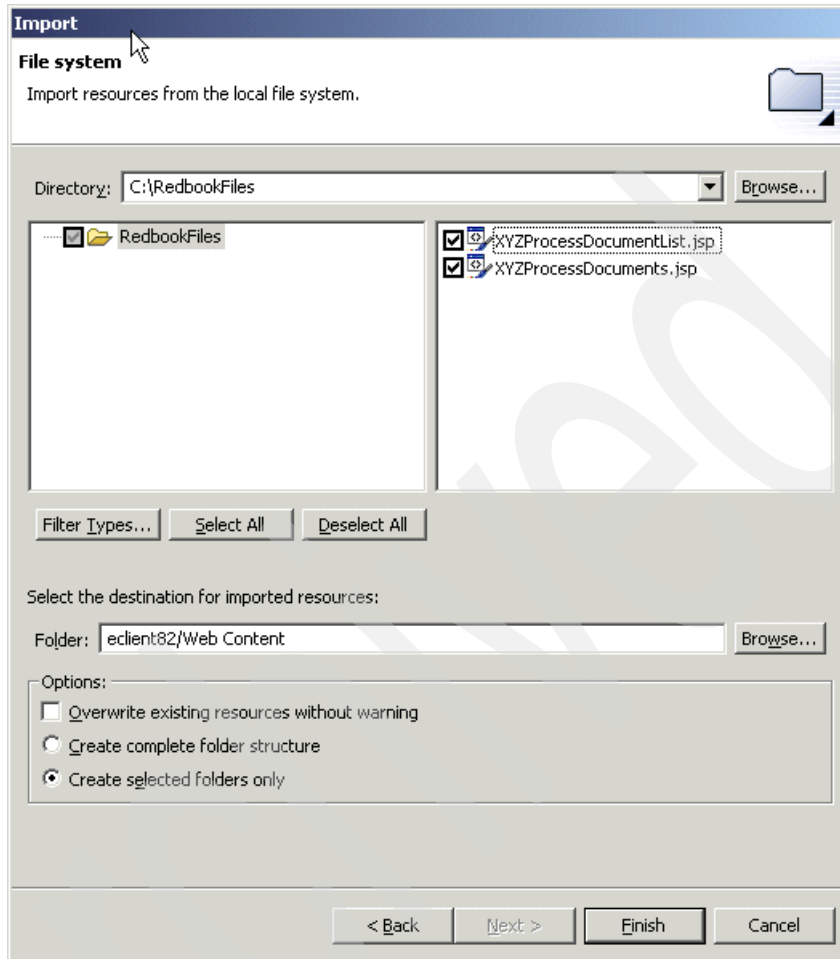 Import
File system
Import resources from the local file system.
Directory: C:\RedbookFiles Browse...
RedbookFiles
XYZProcessDocumentList.jsp
XYZProcessDocuments.jsp
Filter Types... Select All Deselect All
Select the destination for imported resources:
Folder: eclient82/Web Content Browse...
Options:
Overwrite existing resources without warning
Create complete folder structure
Create selected folders only
< Back Next > Finish Cancel